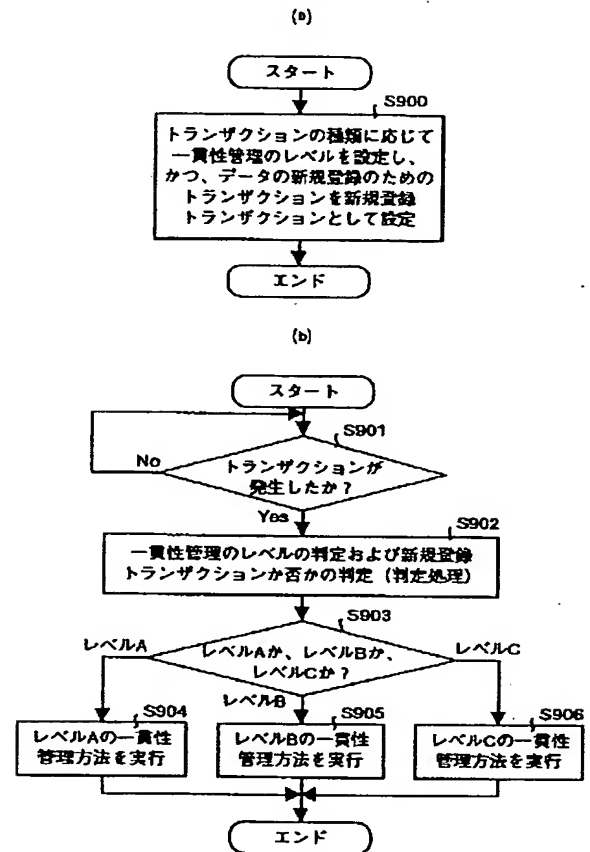 (a)
スタート
S900
トランザクションの種類に応じて
一貫性管理のレベルを設定し、
かつ、データの新規登録のための
トランザクションを新規登録
トランザクションとして設定
エンド
(b)
スタート
S901
No
トランザクションが
発生したか？
Yes
S902
一貫性管理のレベルの判定および新規登録
トランザクションか否かの判定（判定処理）
S903
レベルA
レベルAか、レベルBか、
レベルCか？
レベルC
レベルB
S904
レベルAの一貫性
管理方法を実行
S905
レベルBの一貫性
管理方法を実行
S906
レベルCの一貫性
管理方法を実行
エンド